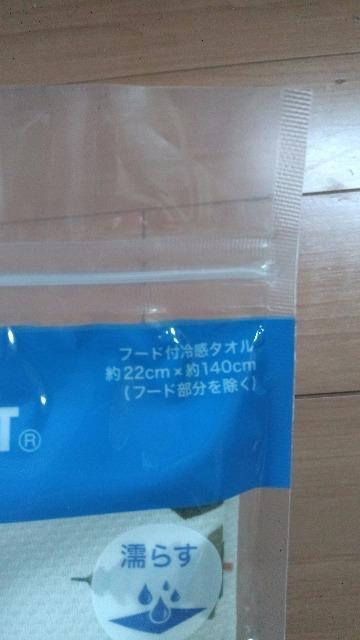 フード付冷感タオル
約22cm×約140cm
(フード部分を除く)
T®
濡らす